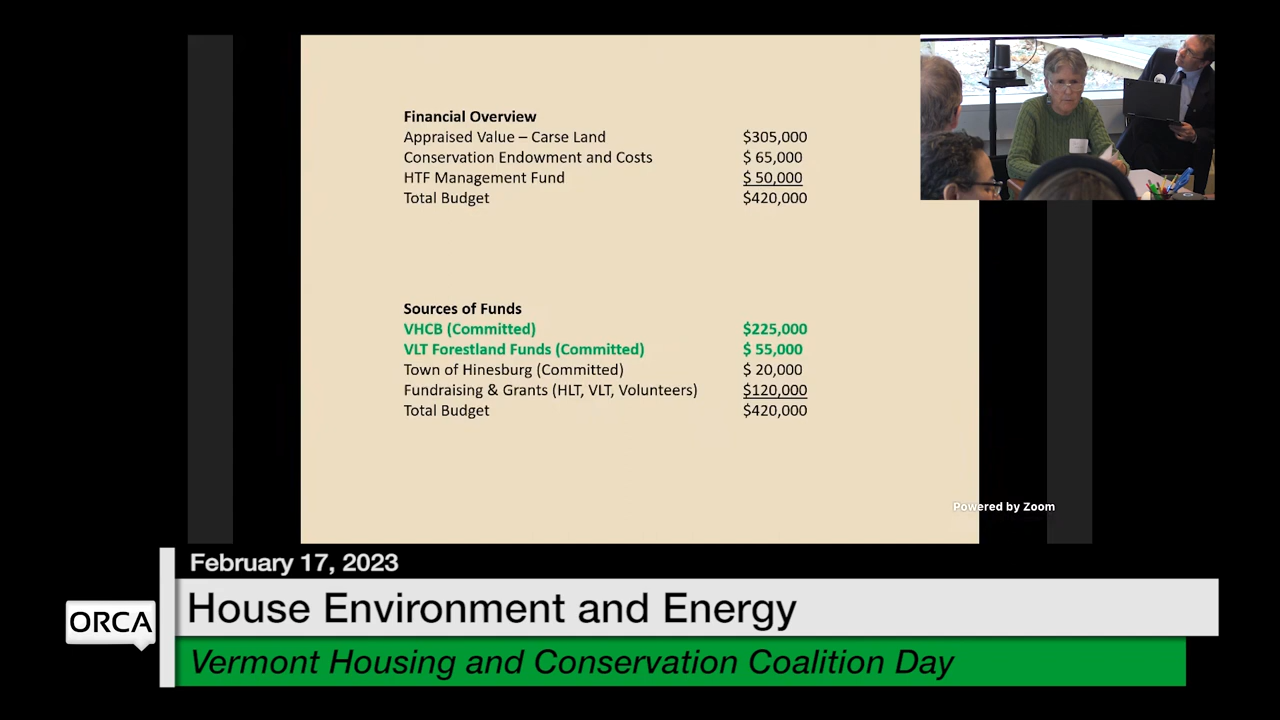 Financial Overview
Appraised Value – Carse Land $305,000
Conservation Endowment and Costs $ 65,000
HTF Management Fund $ 50,000
Total Budget $420,000
Sources of Funds
VHCB (Committed) $225,000
VLT Forestland Funds (Committed) $ 55,000
Town of Hinesburg (Committed) $ 20,000
Fundraising & Grants (HLT, VLT, Volunteers) $120,000
Total Budget $420,000
Powered by Zoom
February 17, 2023
ORCA
House Environment and Energy
Vermont Housing and Conservation Coalition Day